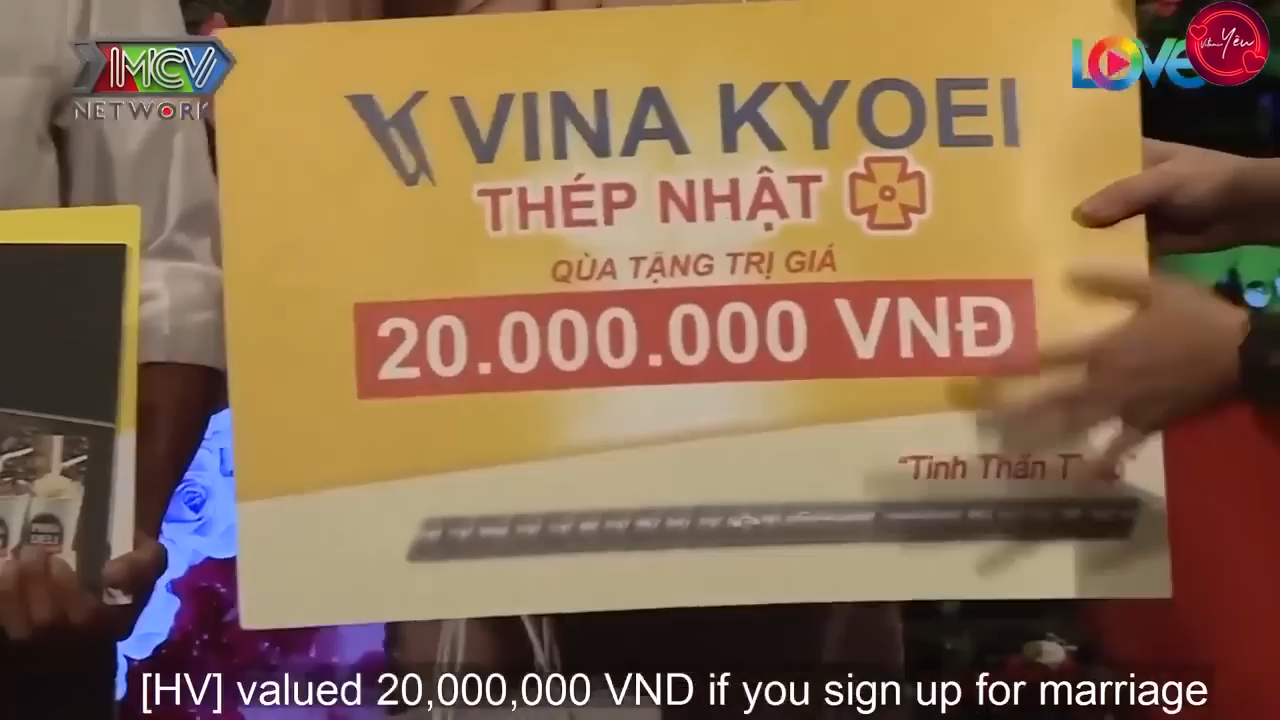 MCV
NETWORK
LOVE
Yêu
VINA KYOEI
THÉP NHẬT
QÙA TẶNG TRỊ GIÁ
20.000.000 VNĐ
"Tinh Thần
[HV] valued 20,000,000 VND if you sign up for marriage